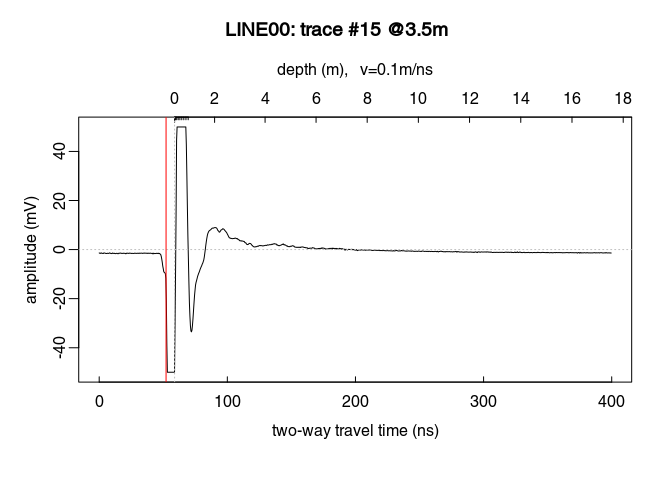 LINE00: trace #15 @3.5m
depth (m),  v=0.1m/ns
0 2 4 6 8 10 12 14 16 18
40
20
0
-20
-40
amplitude (mV)
0 100 200 300 400
two-way travel time (ns)